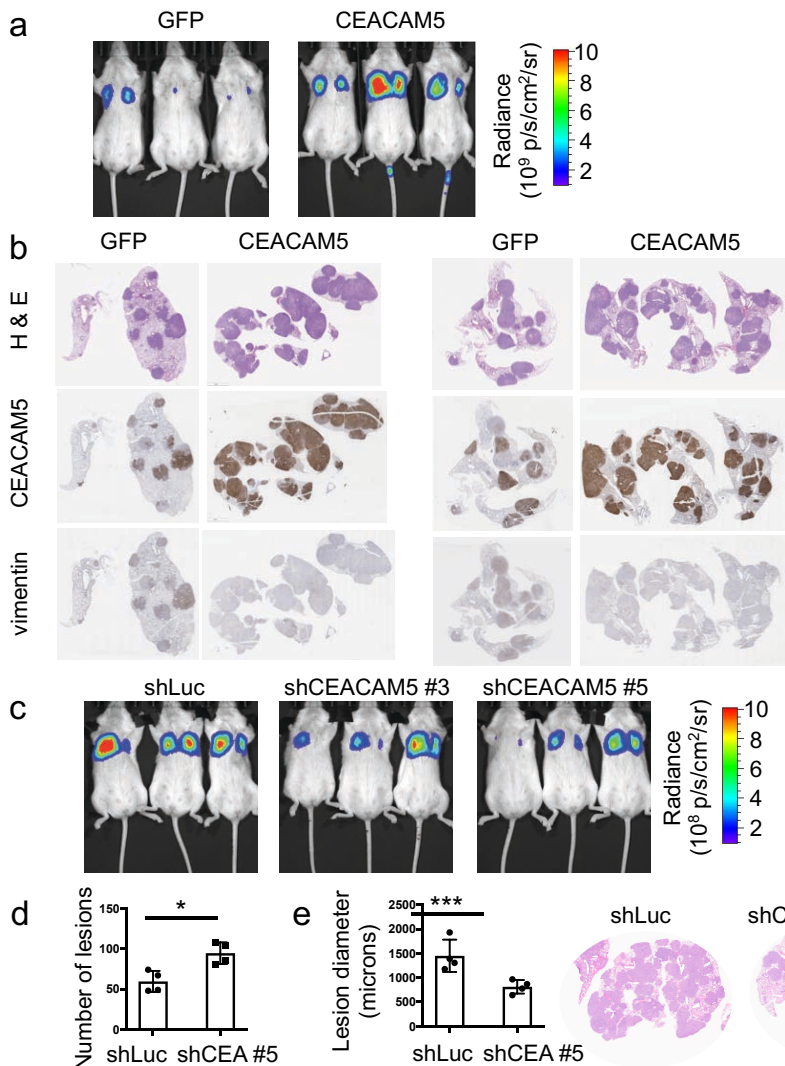 a
GFP
CEACAM5
10
8
6
4
2
Radiance
(10⁹ p/s/cm²/sr)
b
GFP
CEACAM5
GFP
CEACAM5
H & E
CEACAM5
vimentin
c
shLuc
shCEACAM5 #3
shCEACAM5 #5
10
8
6
4
2
Radiance
(10⁸ p/s/cm²/sr)
d
Number of lesions
150
100
50
0
*
shLuc
shCEA #5
e
Lesion diameter
(microns)
2500
2000
1500
1000
500
0
***
shLuc
shCEA #5
shLuc
shC